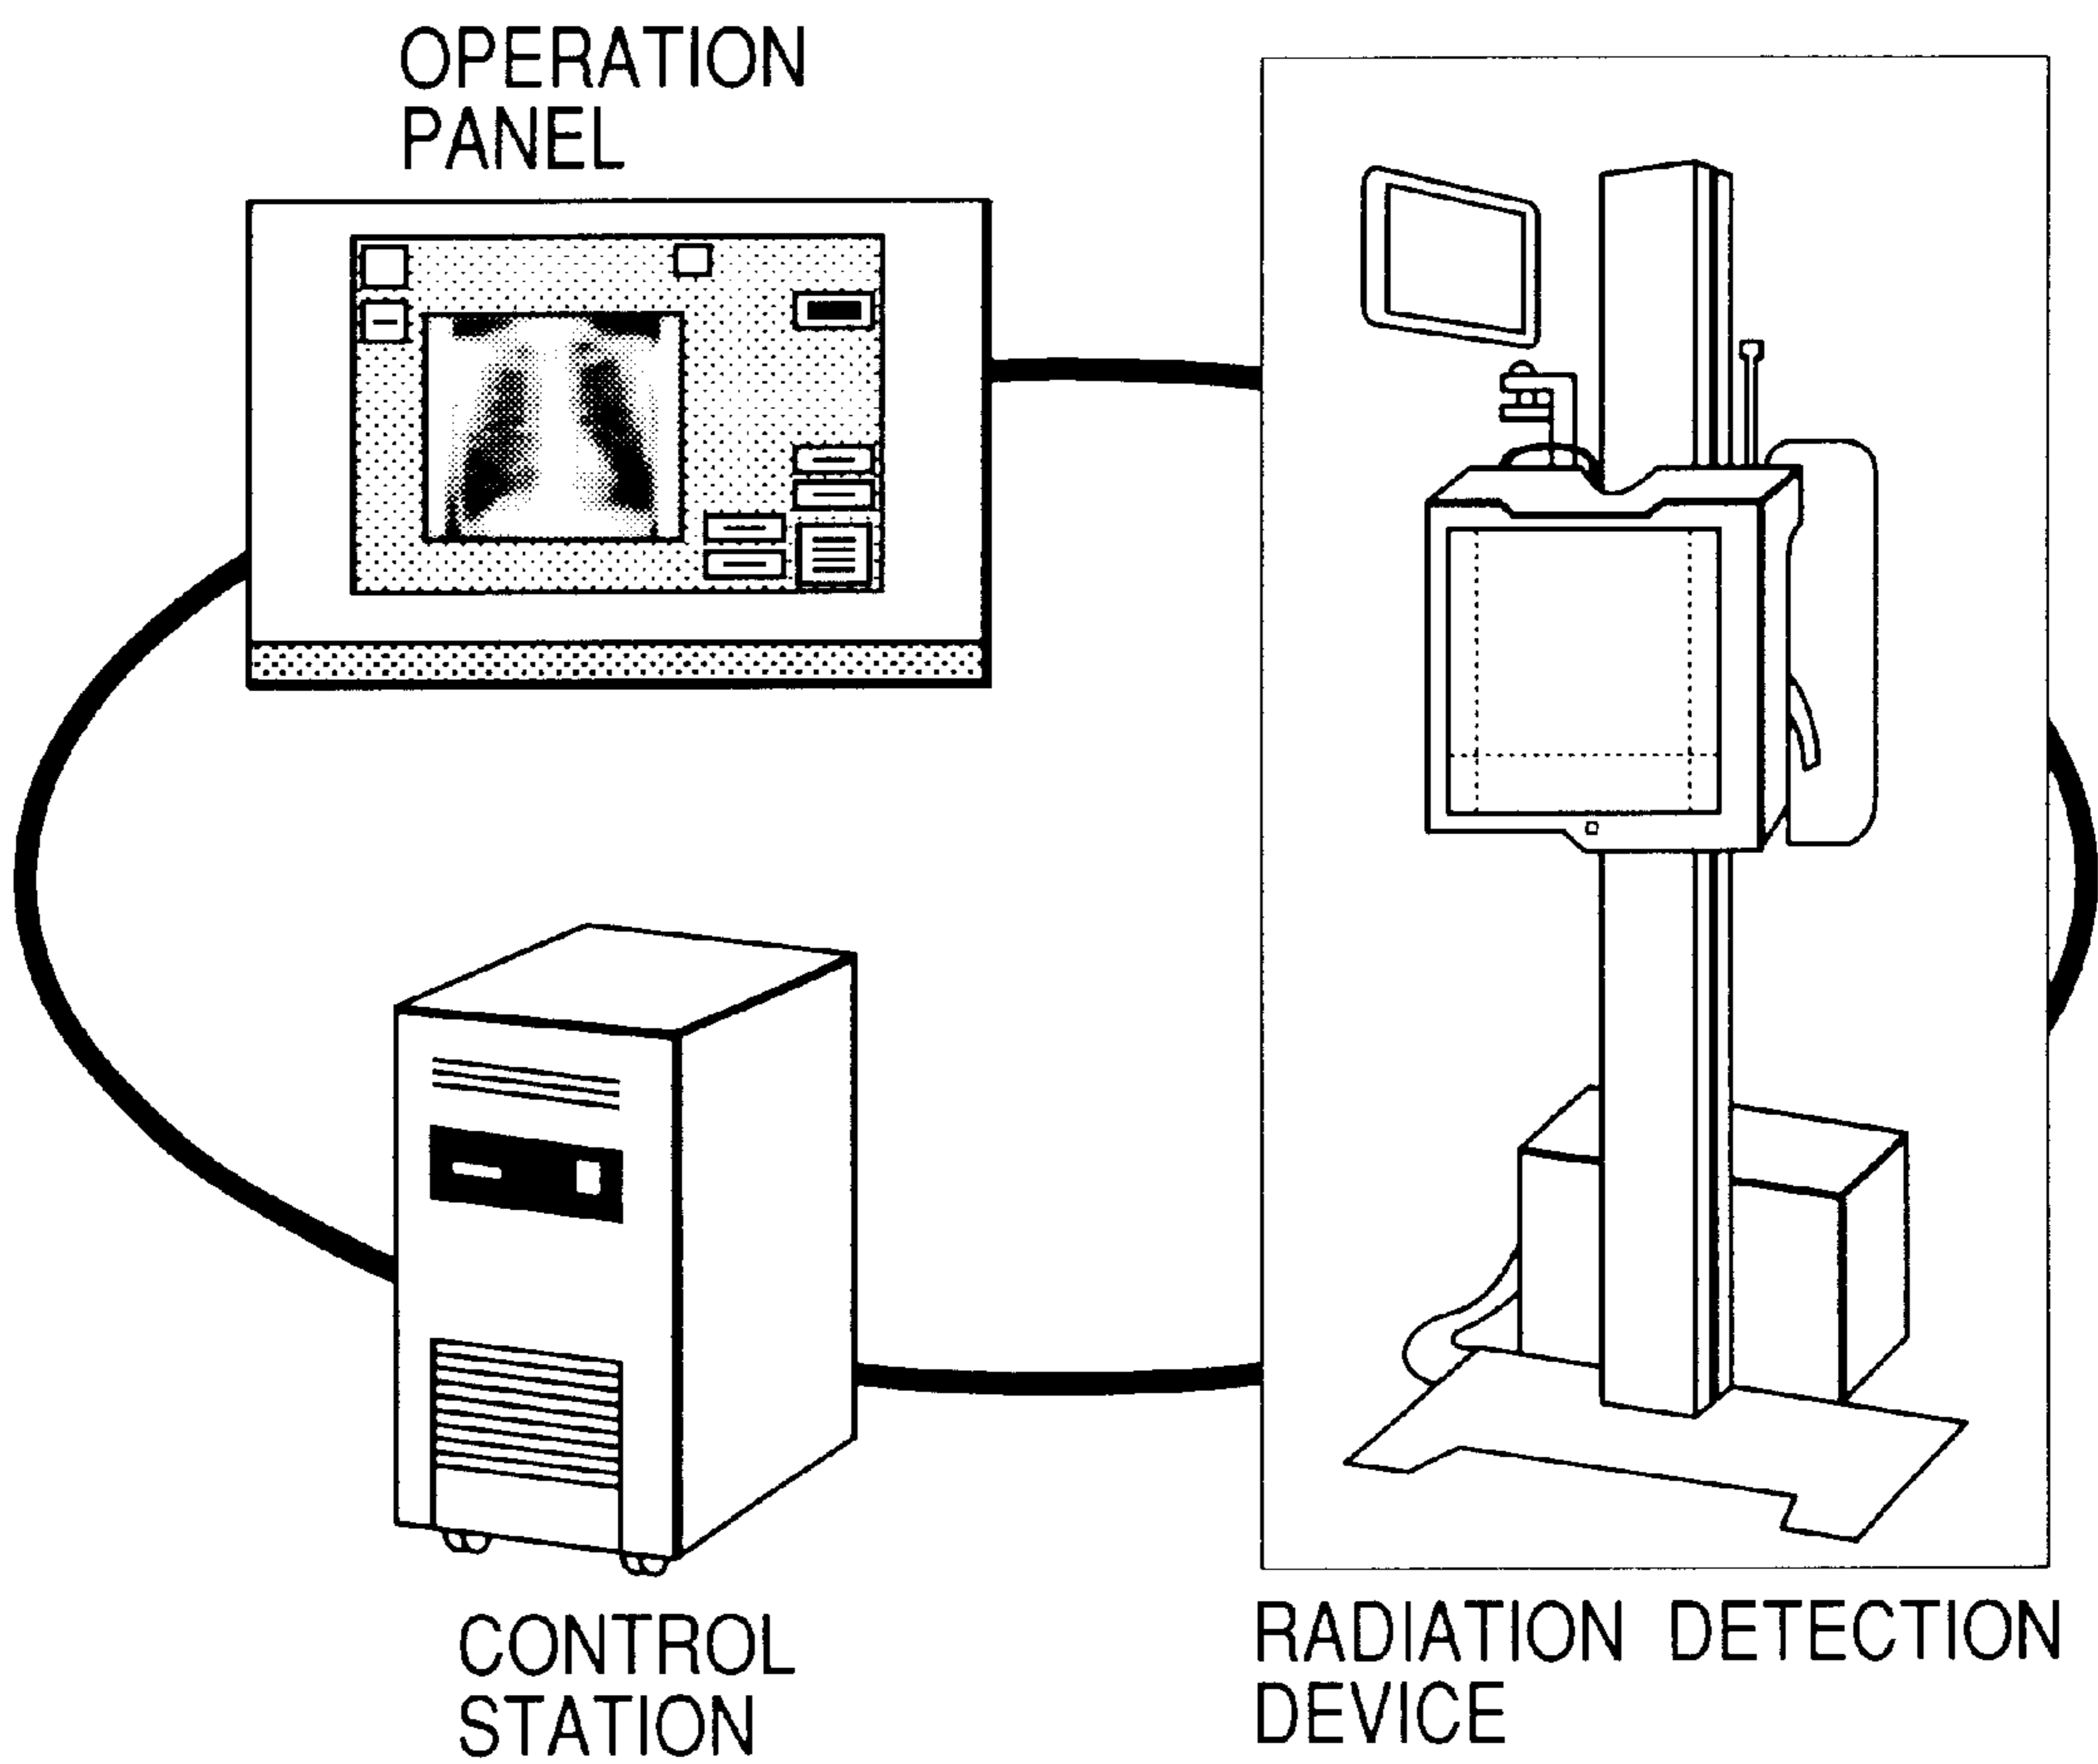 OPERATION
PANEL
CONTROL
STATION
RADIATION DETECTION
DEVICE